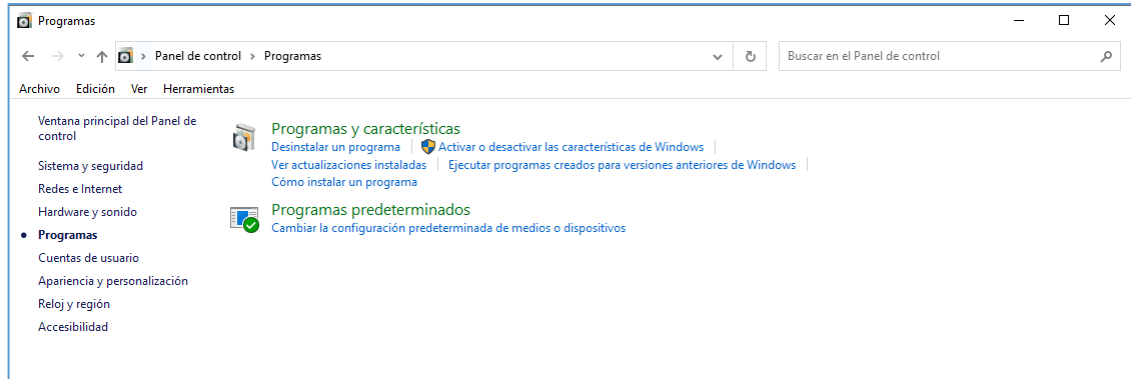 Programas
Panel de control > Programas
Buscar en el Panel de control
Archivo Edición Ver Herramientas
Ventana principal del Panel de
control
Sistema y seguridad
Redes e Internet
Hardware y sonido
Programas
Cuentas de usuario
Apariencia y personalización
Reloj y región
Accesibilidad
Programas y características
Desinstalar un programa | Activar o desactivar las características de Windows |
Ver actualizaciones instaladas | Ejecutar programas creados para versiones anteriores de Windows |
Cómo instalar un programa
Programas predeterminados
Cambiar la configuración predeterminada de medios o dispositivos